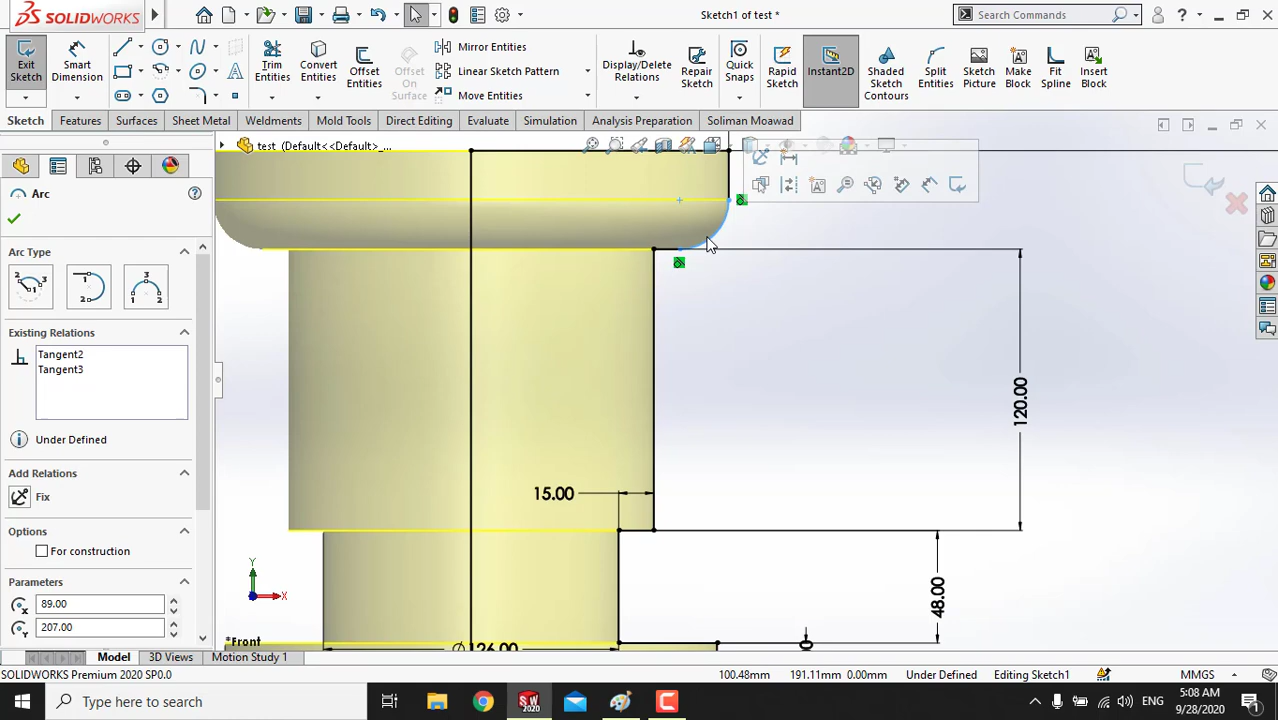 SOLIDWORKS
Sketch1 of test *
Search Commands
Exit Sketch
Smart Dimension
Trim Entities
Convert Entities
Offset Entities
Offset On Surface
Mirror Entities
Linear Sketch Pattern
Move Entities
Display/Delete Relations
Repair Sketch
Quick Snaps
Rapid Sketch
Instant2D
Shaded Sketch Contours
Split Entities
Sketch Picture
Make Block
Fit Spline
Insert Block
Sketch Features Surfaces Sheet Metal Weldments Mold Tools Direct Editing Evaluate Simulation Analysis Preparation Soliman Moawad
test (Default<<Default>_...
Arc
Arc Type
Existing Relations
Tangent2
Tangent3
Under Defined
Add Relations
Fix
Options
For construction
Parameters
89.00
207.00
120.00
15.00
48.00
Ø126.00
Y
X
*Front
Model 3D Views Motion Study 1
SOLIDWORKS Premium 2020 SP0.0
100.48mm 191.11mm 0.00mm Under Defined Editing Sketch1 MMGS
Type here to search
ENG
5:08 AM
9/28/2020